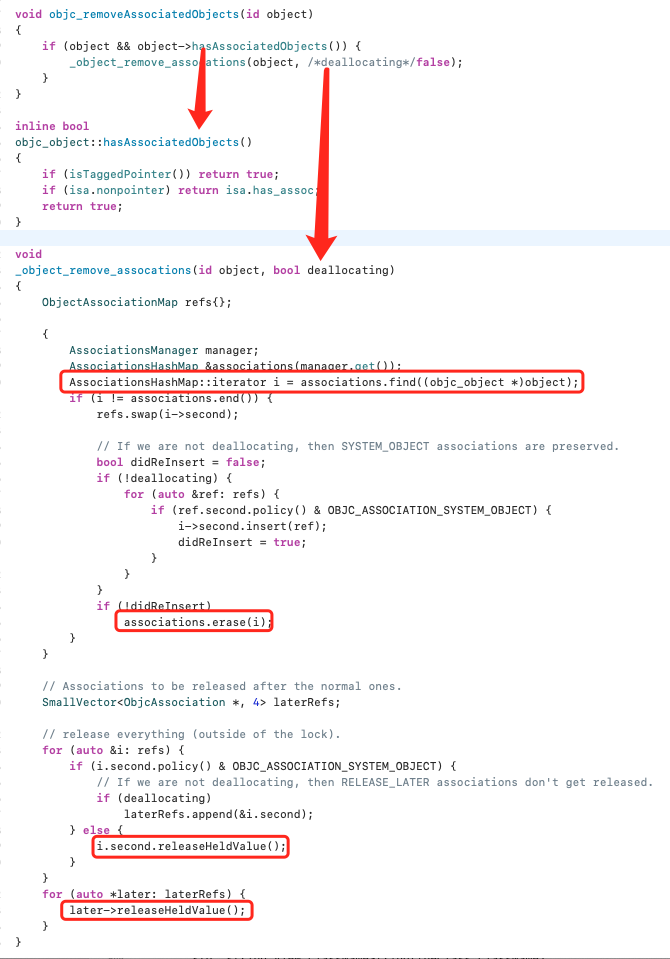 void objc_removeAssociatedObjects(id object)
{
    if (object && object->hasAssociatedObjects()) {
        _object_remove_assocations(object, /*deallocating*/false);
    }
}

inline bool
objc_object::hasAssociatedObjects()
{
    if (isTaggedPointer()) return true;
    if (isa.nonpointer) return isa.has_assoc;
    return true;
}

void
_object_remove_assocations(id object, bool deallocating)
{
    ObjectAssociationMap refs{};

    {
        AssociationsManager manager;
        AssociationsHashMap &associations(manager.get());
        AssociationsHashMap::iterator i = associations.find((objc_object *)object);
        if (i != associations.end()) {
            refs.swap(i->second);

            // If we are not deallocating, then SYSTEM_OBJECT associations are preserved.
            bool didReInsert = false;
            if (!deallocating) {
                for (auto &ref: refs) {
                    if (ref.second.policy() & OBJC_ASSOCIATION_SYSTEM_OBJECT) {
                        i->second.insert(ref);
                        didReInsert = true;
                    }
                }
            }
            if (!didReInsert)
                associations.erase(i);
        }
    }

    // Associations to be released after the normal ones.
    SmallVector<ObjcAssociation *, 4> laterRefs;

    // release everything (outside of the lock).
    for (auto &i: refs) {
        if (i.second.policy() & OBJC_ASSOCIATION_SYSTEM_OBJECT) {
            // If we are not deallocating, then RELEASE_LATER associations don't get released.
            if (deallocating)
                laterRefs.append(&i.second);
        } else {
            i.second.releaseHeldValue();
        }
    }
    for (auto *later: laterRefs) {
        later->releaseHeldValue();
    }
}